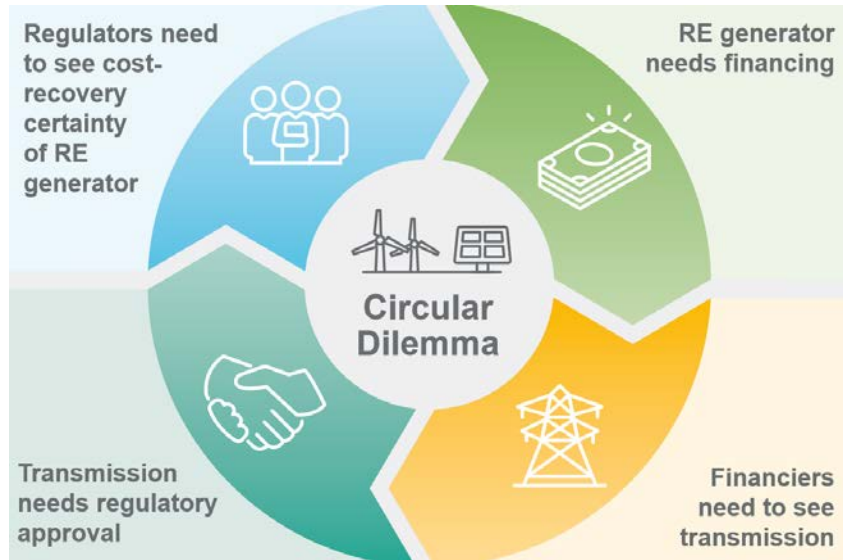 Regulators need
to see cost-
recovery
certainty
of RE
generator
RE generator
needs financing
Circular
Dilemma
Transmission
needs regulatory
approval
Financiers
need to see
transmission